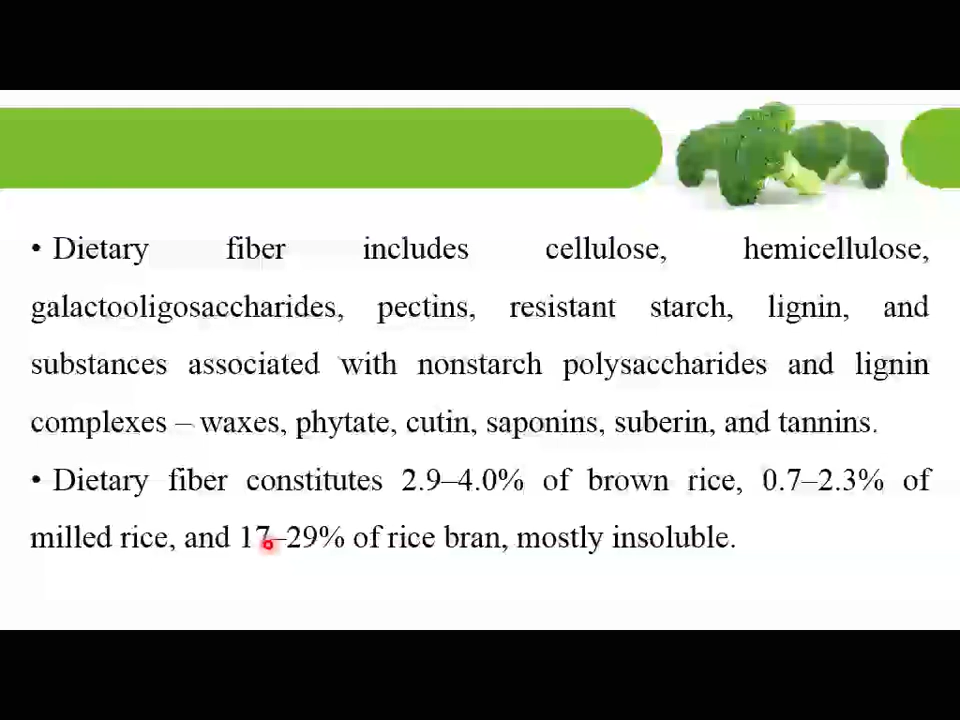 • Dietary fiber includes cellulose, hemicellulose,
galactooligosaccharides, pectins, resistant starch, lignin, and
substances associated with nonstarch polysaccharides and lignin
complexes – waxes, phytate, cutin, saponins, suberin, and tannins.
• Dietary fiber constitutes 2.9–4.0% of brown rice, 0.7–2.3% of
milled rice, and 17–29% of rice bran, mostly insoluble.